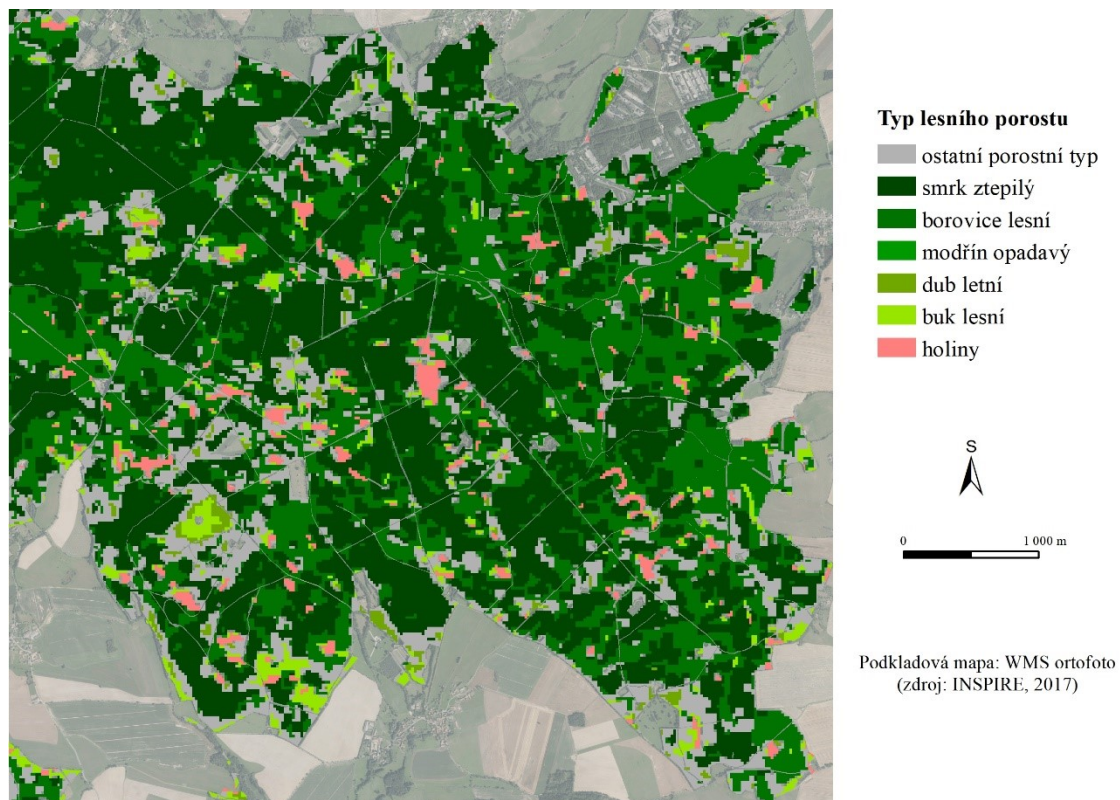 Typ lesního porostu
ostatní porostní typ
smrk ztepilý
borovice lesní
modřín opadavý
dub letní
buk lesní
holiny
S
0 1 000 m
Podkladová mapa: WMS ortofoto
(zdroj: INSPIRE, 2017)